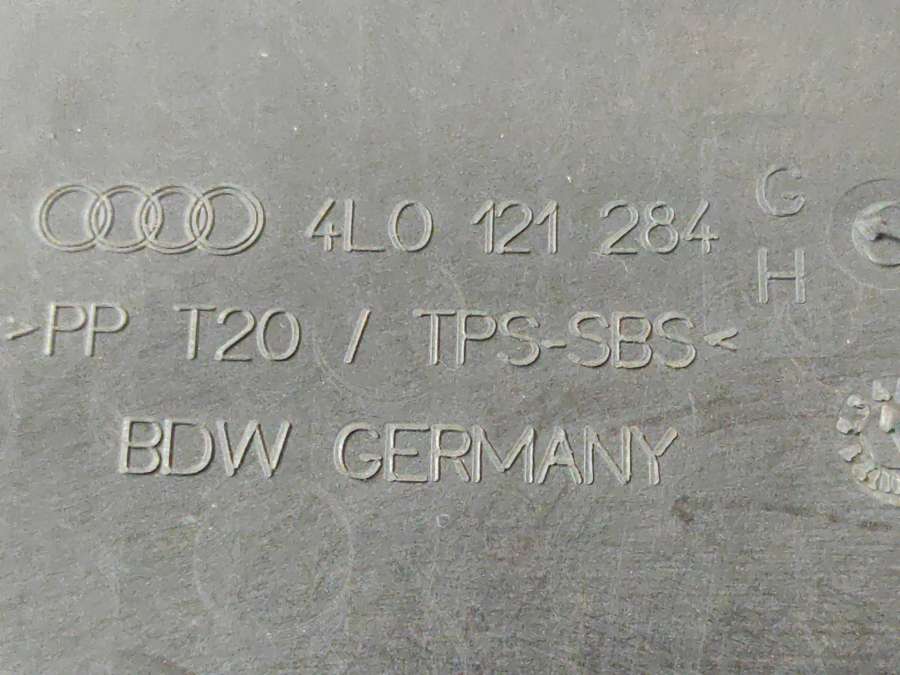 4L0 121 284 G
H
>PP T20 / TPS-SBS<
BDW GERMANY